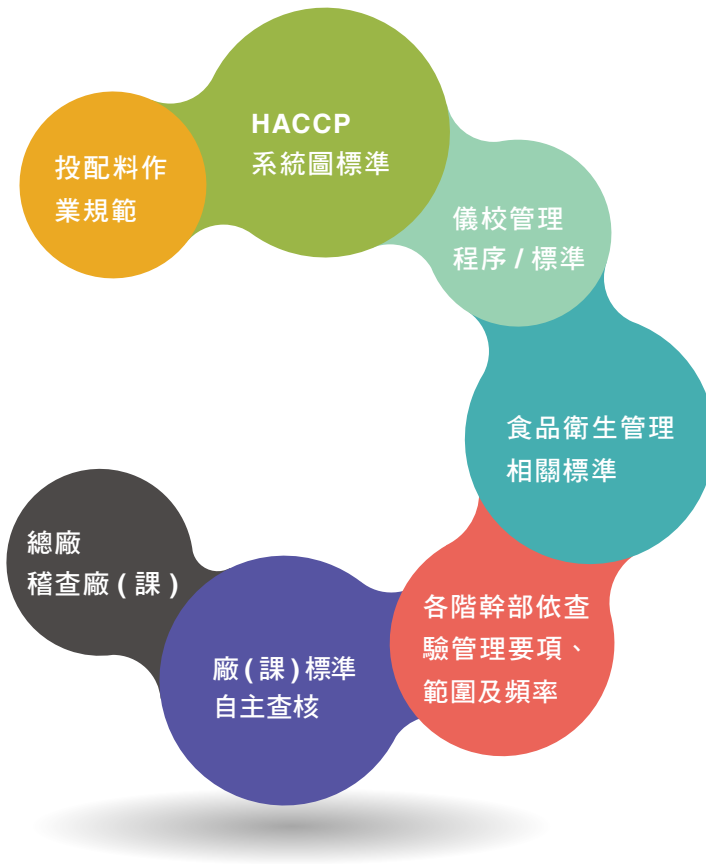 投配料作
業規範
HACCP
系統圖標準
儀校管理
程序 / 標準
食品衛生管理
相關標準
各階幹部依查
驗管理要項、
範圍及頻率
廠(課)標準
自主查核
總廠
稽查廠(課)